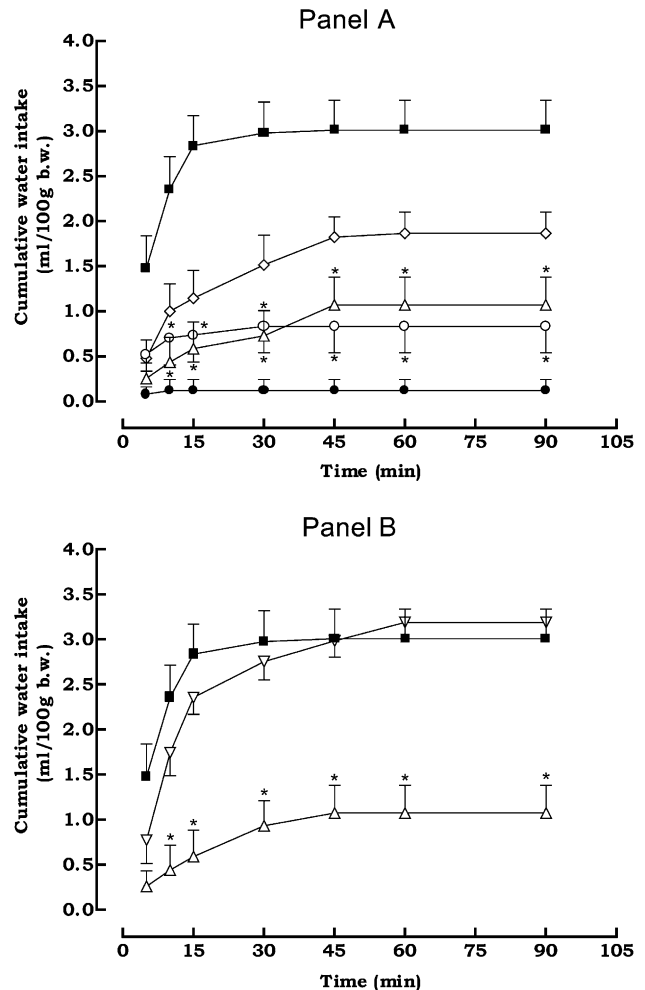 Panel A
4.0
3.5
3.0
2.5
2.0
1.5
1.0
0.5
0.0
Cumulative water intake
(ml/100g b.w.)
* * * * * *
* * * * * *
0 15 30 45 60 75 90 105
Time (min)
Panel B
4.0
3.5
3.0
2.5
2.0
1.5
1.0
0.5
0.0
Cumulative water intake
(ml/100g b.w.)
* * * * * *
0 15 30 45 60 75 90 105
Time (min)